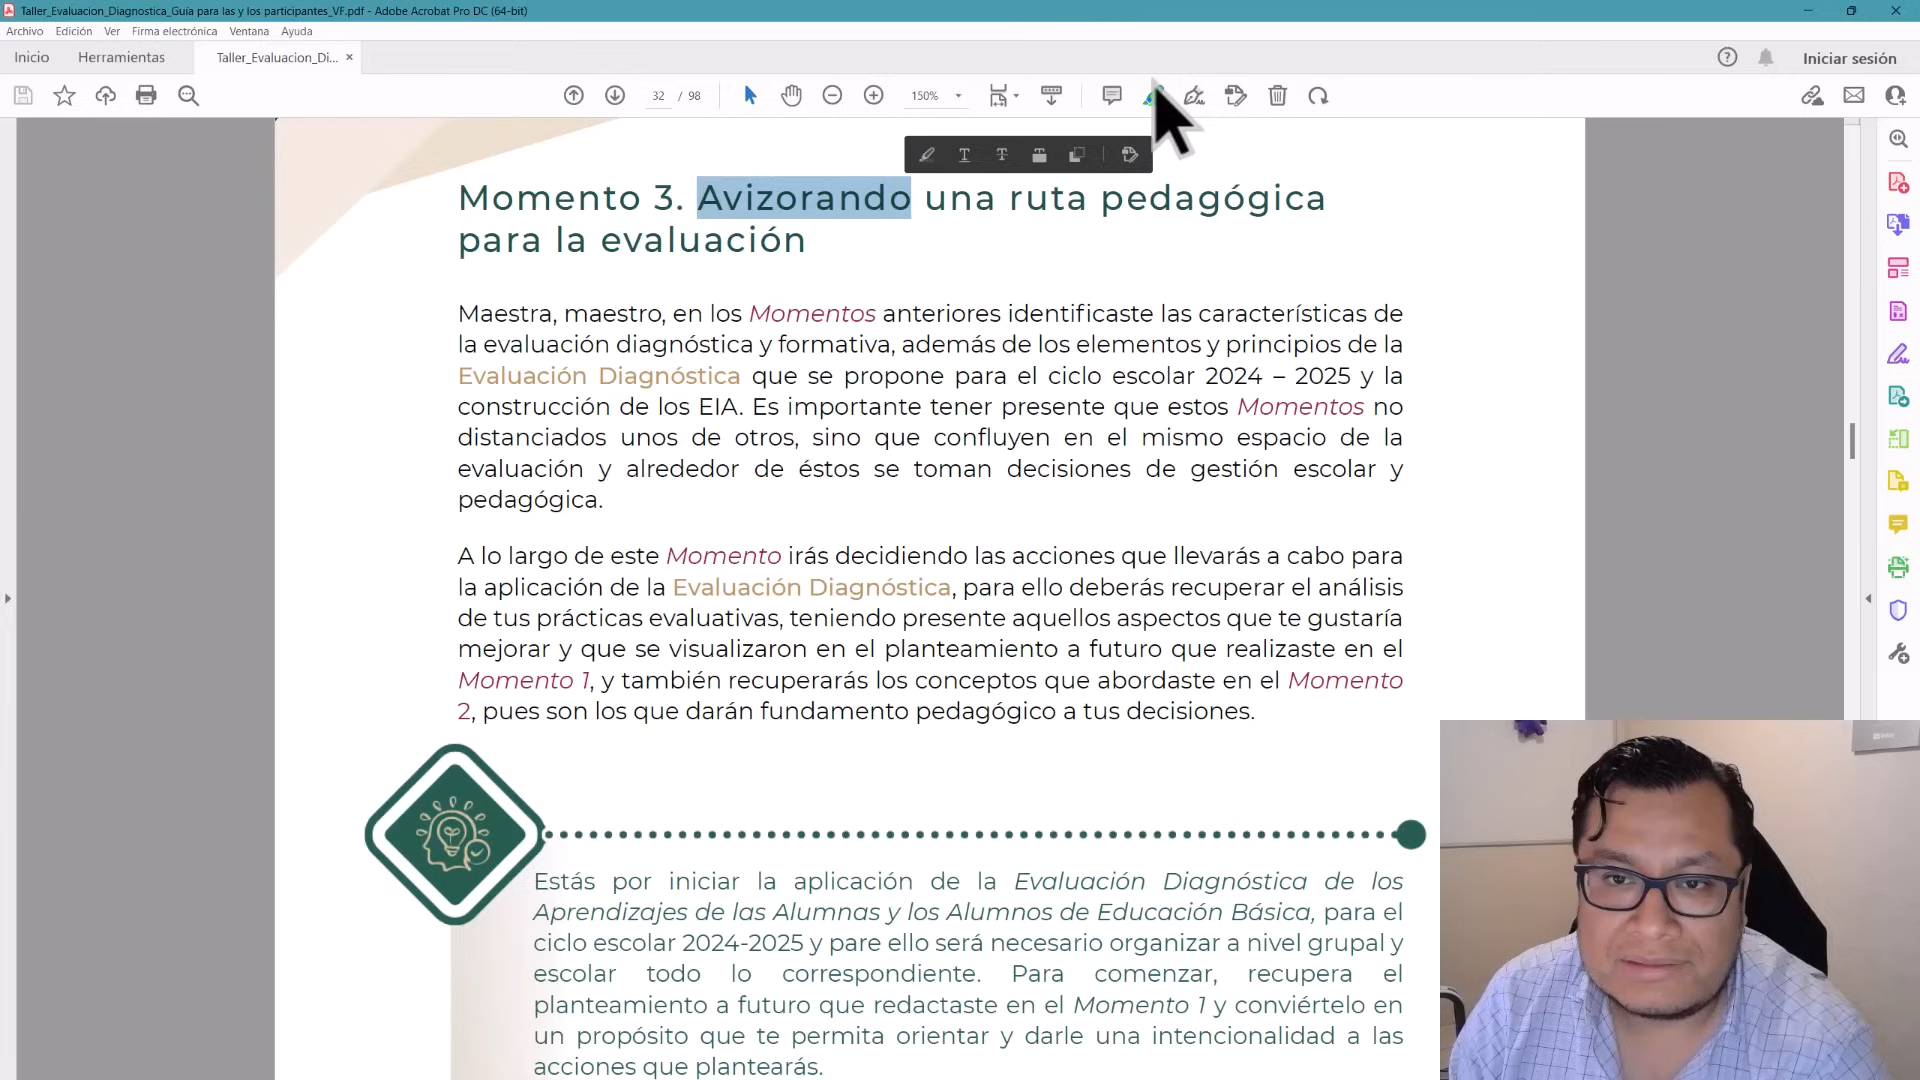 Taller_Evaluacion_Diagnostica_Guía para las y los participantes_VF.pdf - Adobe Acrobat Pro DC (64-bit)
Archivo Edición Ver Firma electrónica Ventana Ayuda
Inicio Herramientas Taller_Evaluacion_Di... × Iniciar sesión
32 / 98 150%
Momento 3. Avizorando una ruta pedagógica
para la evaluación
Maestra, maestro, en los Momentos anteriores identificaste las características de
la evaluación diagnóstica y formativa, además de los elementos y principios de la
Evaluación Diagnóstica que se propone para el ciclo escolar 2024 – 2025 y la
construcción de los EIA. Es importante tener presente que estos Momentos no
distanciados unos de otros, sino que confluyen en el mismo espacio de la
evaluación y alrededor de éstos se toman decisiones de gestión escolar y
pedagógica.
A lo largo de este Momento irás decidiendo las acciones que llevarás a cabo para
la aplicación de la Evaluación Diagnóstica, para ello deberás recuperar el análisis
de tus prácticas evaluativas, teniendo presente aquellos aspectos que te gustaría
mejorar y que se visualizaron en el planteamiento a futuro que realizaste en el
Momento 1, y también recuperarás los conceptos que abordaste en el Momento
2, pues son los que darán fundamento pedagógico a tus decisiones.
Estás por iniciar la aplicación de la Evaluación Diagnóstica de los
Aprendizajes de las Alumnas y los Alumnos de Educación Básica, para el
ciclo escolar 2024-2025 y pare ello será necesario organizar a nivel grupal y
escolar todo lo correspondiente. Para comenzar, recupera el
planteamiento a futuro que redactaste en el Momento 1 y conviértelo en
un propósito que te permita orientar y darle una intencionalidad a las
acciones que plantearás.